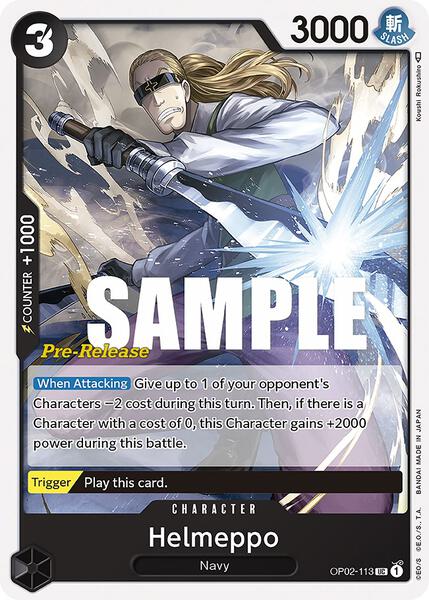 3
3000
斬
SLASH
Koushi Rokushiro
COUNTER +1000
SAMPLE
Pre-Release
When Attacking Give up to 1 of your opponent's
Characters −2 cost during this turn. Then, if there is a
Character with a cost of 0, this Character gains +2000
power during this battle.
Trigger Play this card.
CHARACTER
Helmeppo
Navy
OP02-113 UC 1
©E.O./S., T.A. BANDAI MADE IN JAPAN
©EO/S